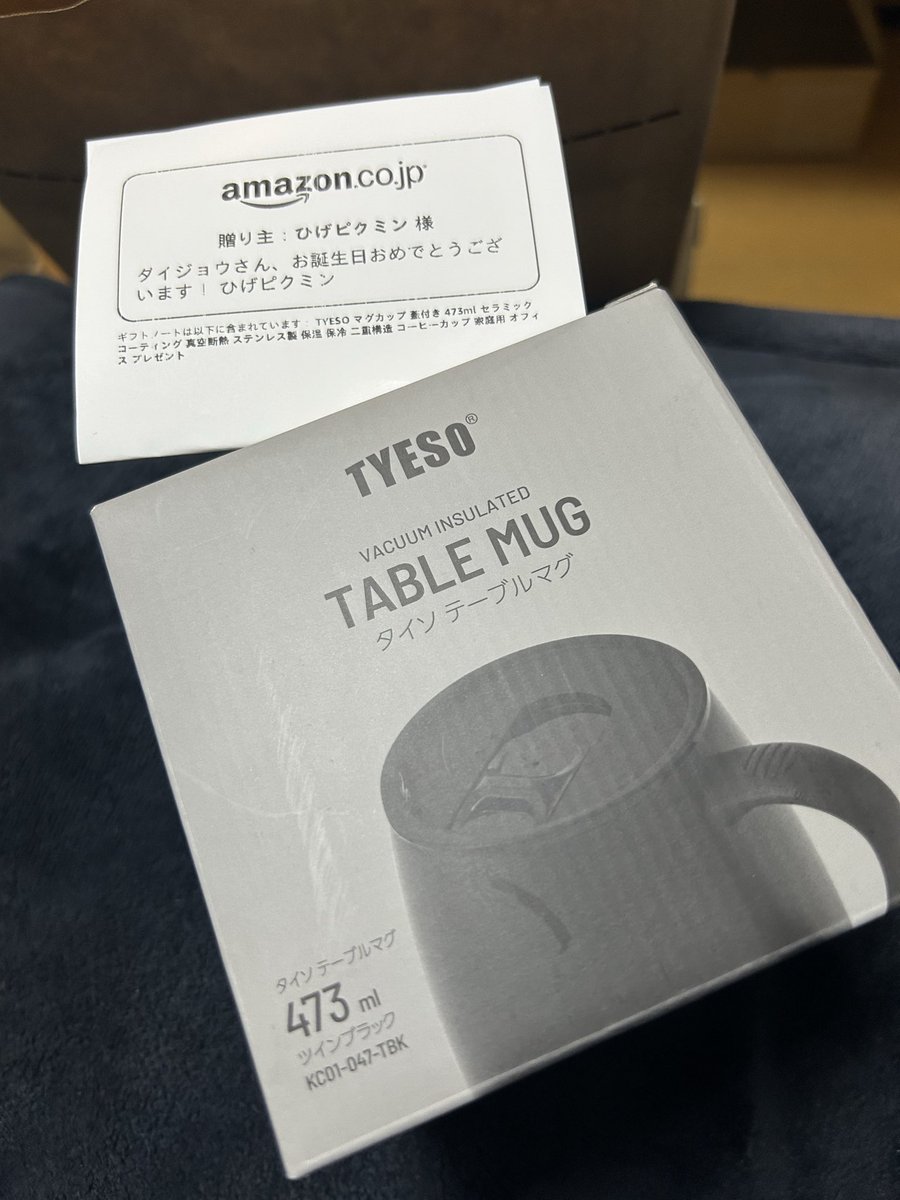 amazon.co.jp
贈り主 : ひげピクミン 様
ダイジョウさん、お誕生日おめでとうござ
います! ひげピクミン
ギフトノートは以下に含まれています: TYESO マグカップ 蓋付き 473ml セラミック
コーティング 真空断熱 ステンレス製 保温 保冷 二重構造 コーヒーカップ 家庭用 オフィ
ス プレゼント
TYESO®
VACUUM INSULATED
TABLE MUG
タイソ テーブルマグ
タイソ テーブルマグ
473 ml
ツインブラック
KC01-047-TBK